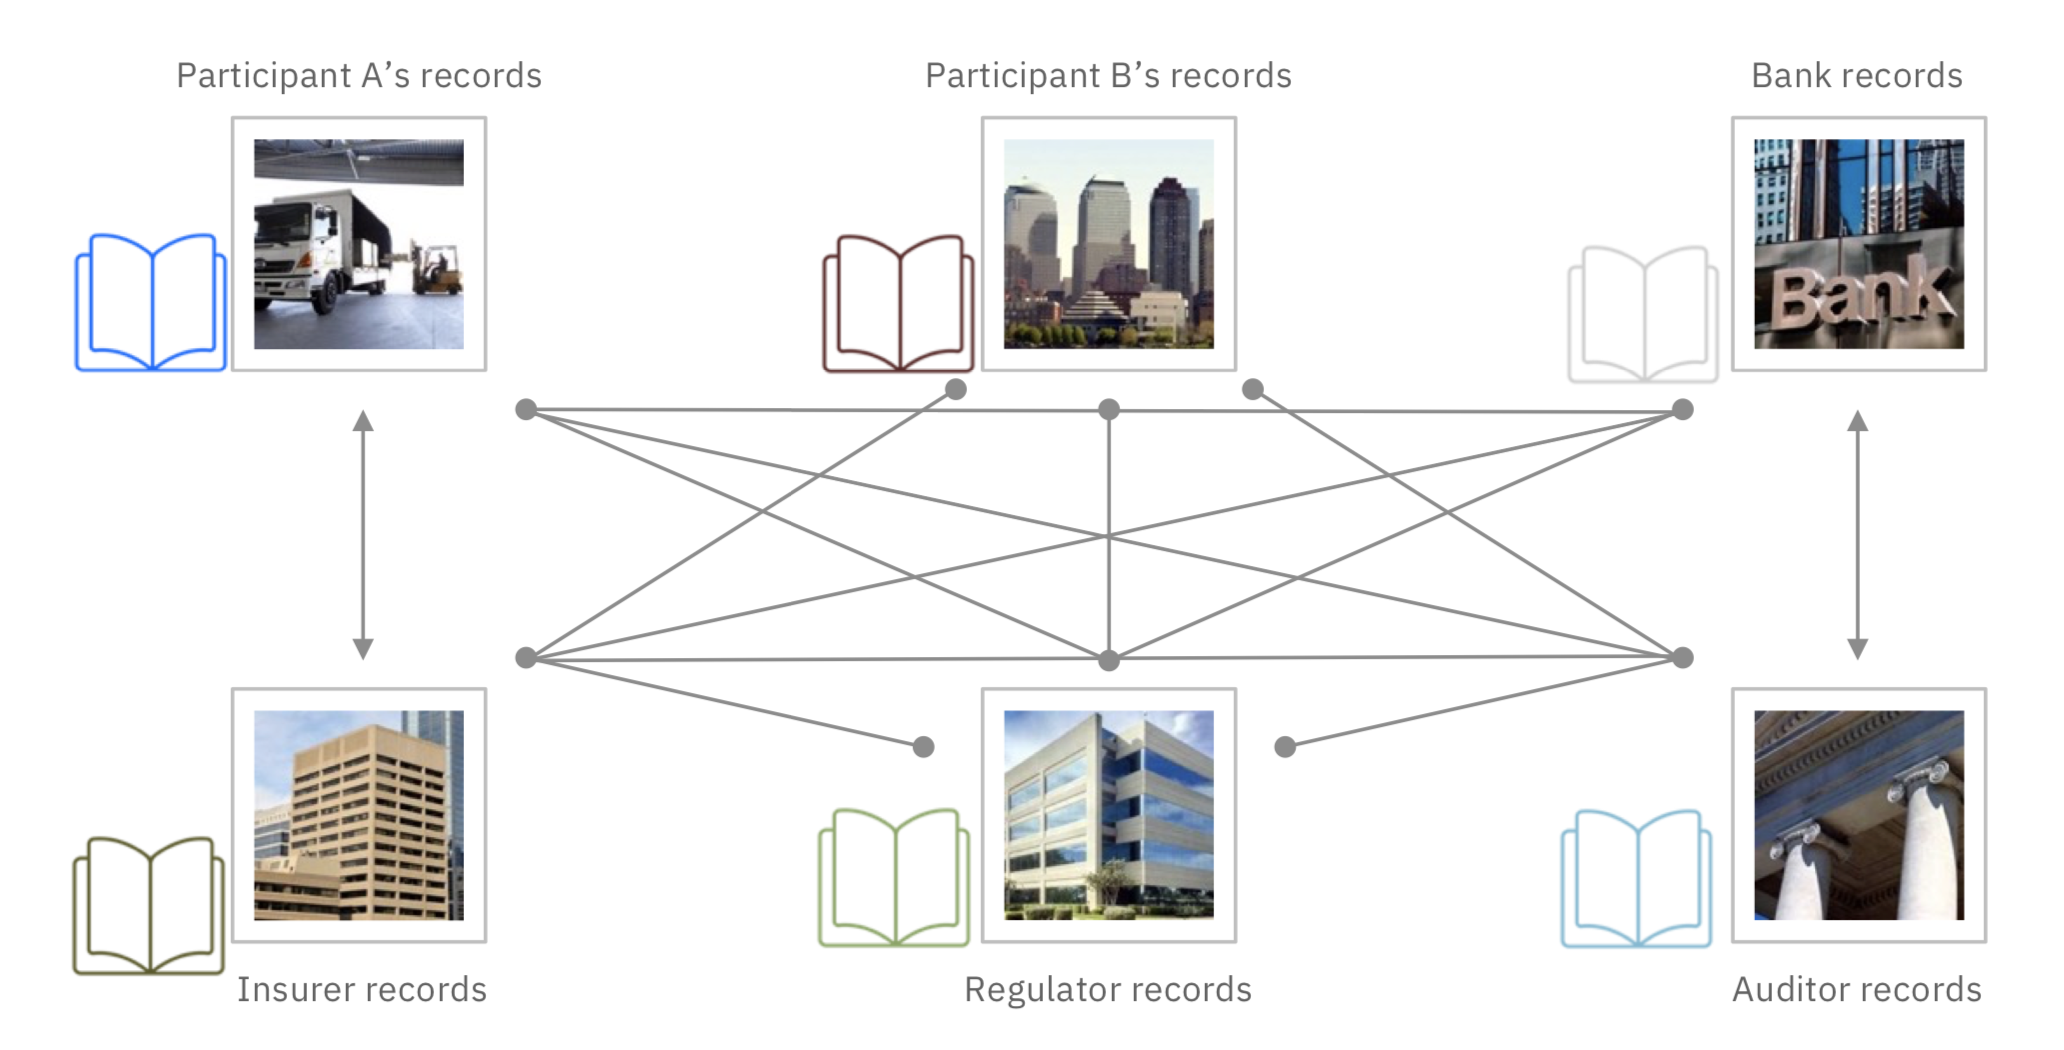 Participant A’s records
Participant B’s records
Bank records
Bank
Insurer records
Regulator records
Auditor records